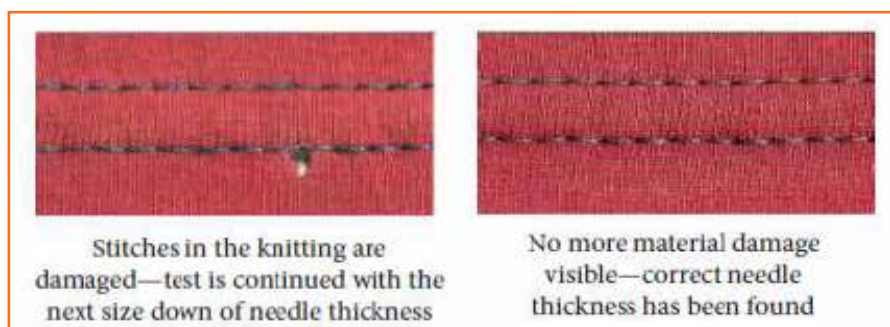 Stitches in the knitting are
damaged—test is continued with the
next size down of needle thickness
No more material damage
visible—correct needle
thickness has been found